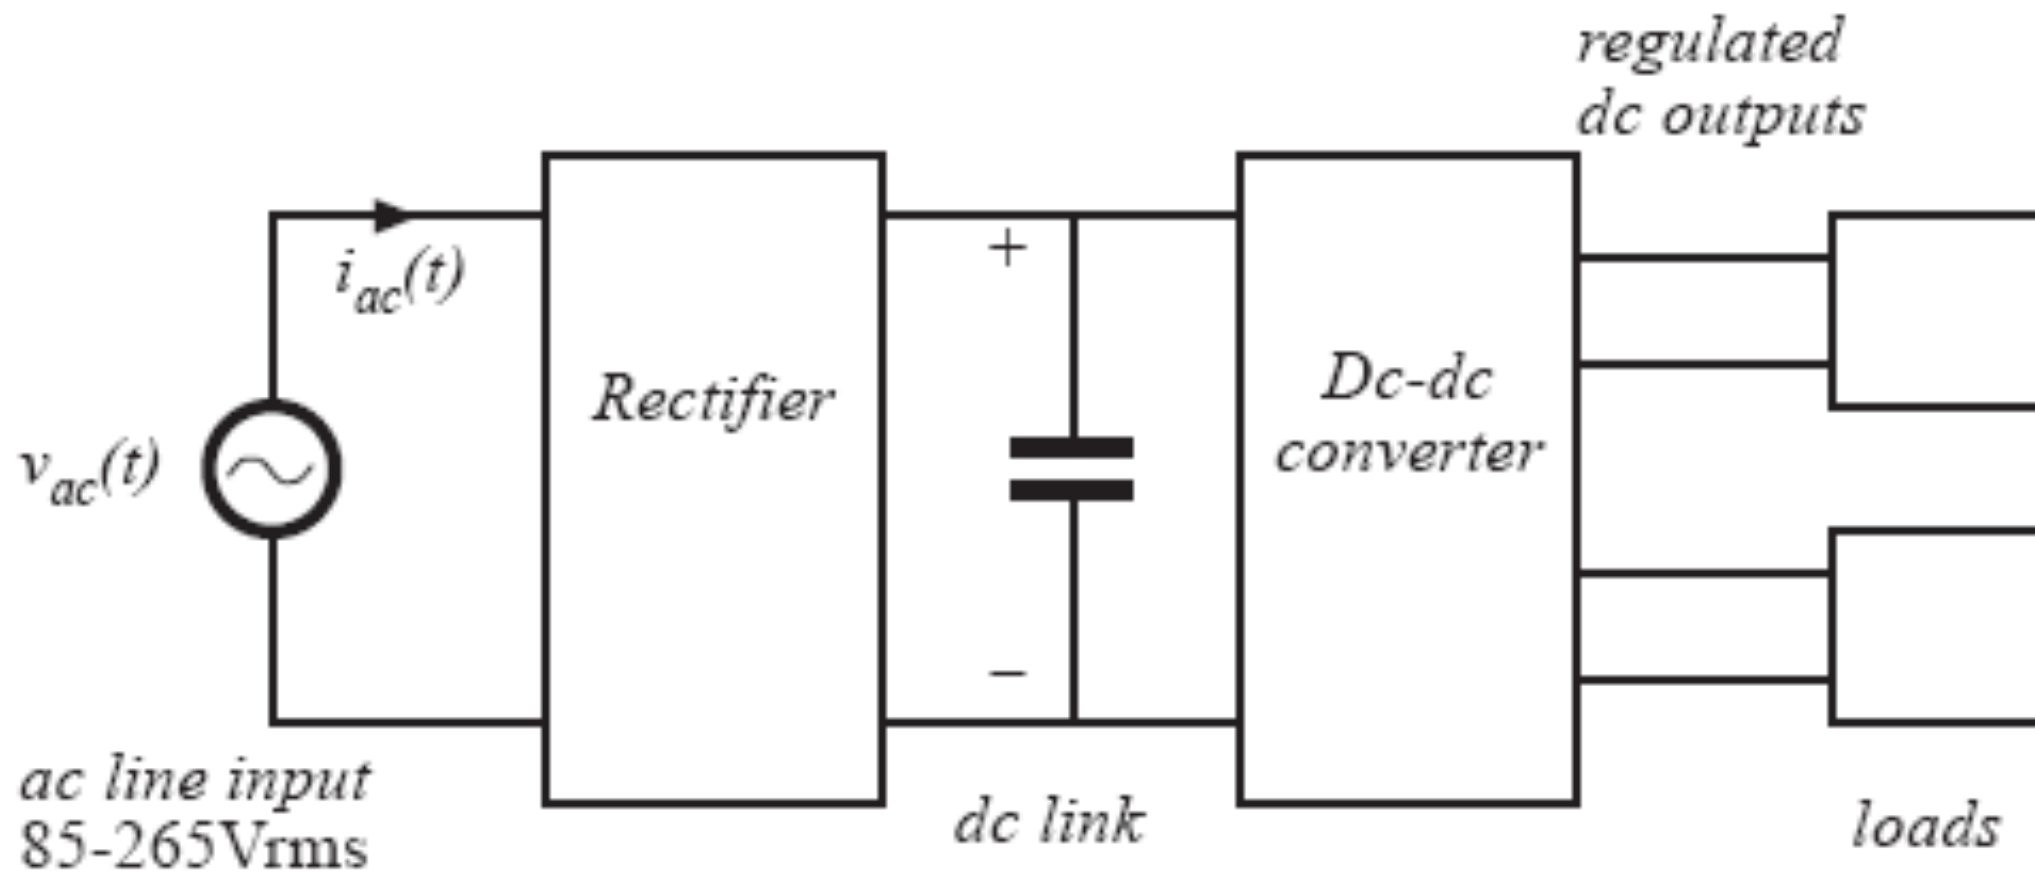 regulated
dc outputs
i_ac(t)
+
Rectifier
Dc-dc
converter
v_ac(t)
–
ac line input
85-265Vrms
dc link
loads